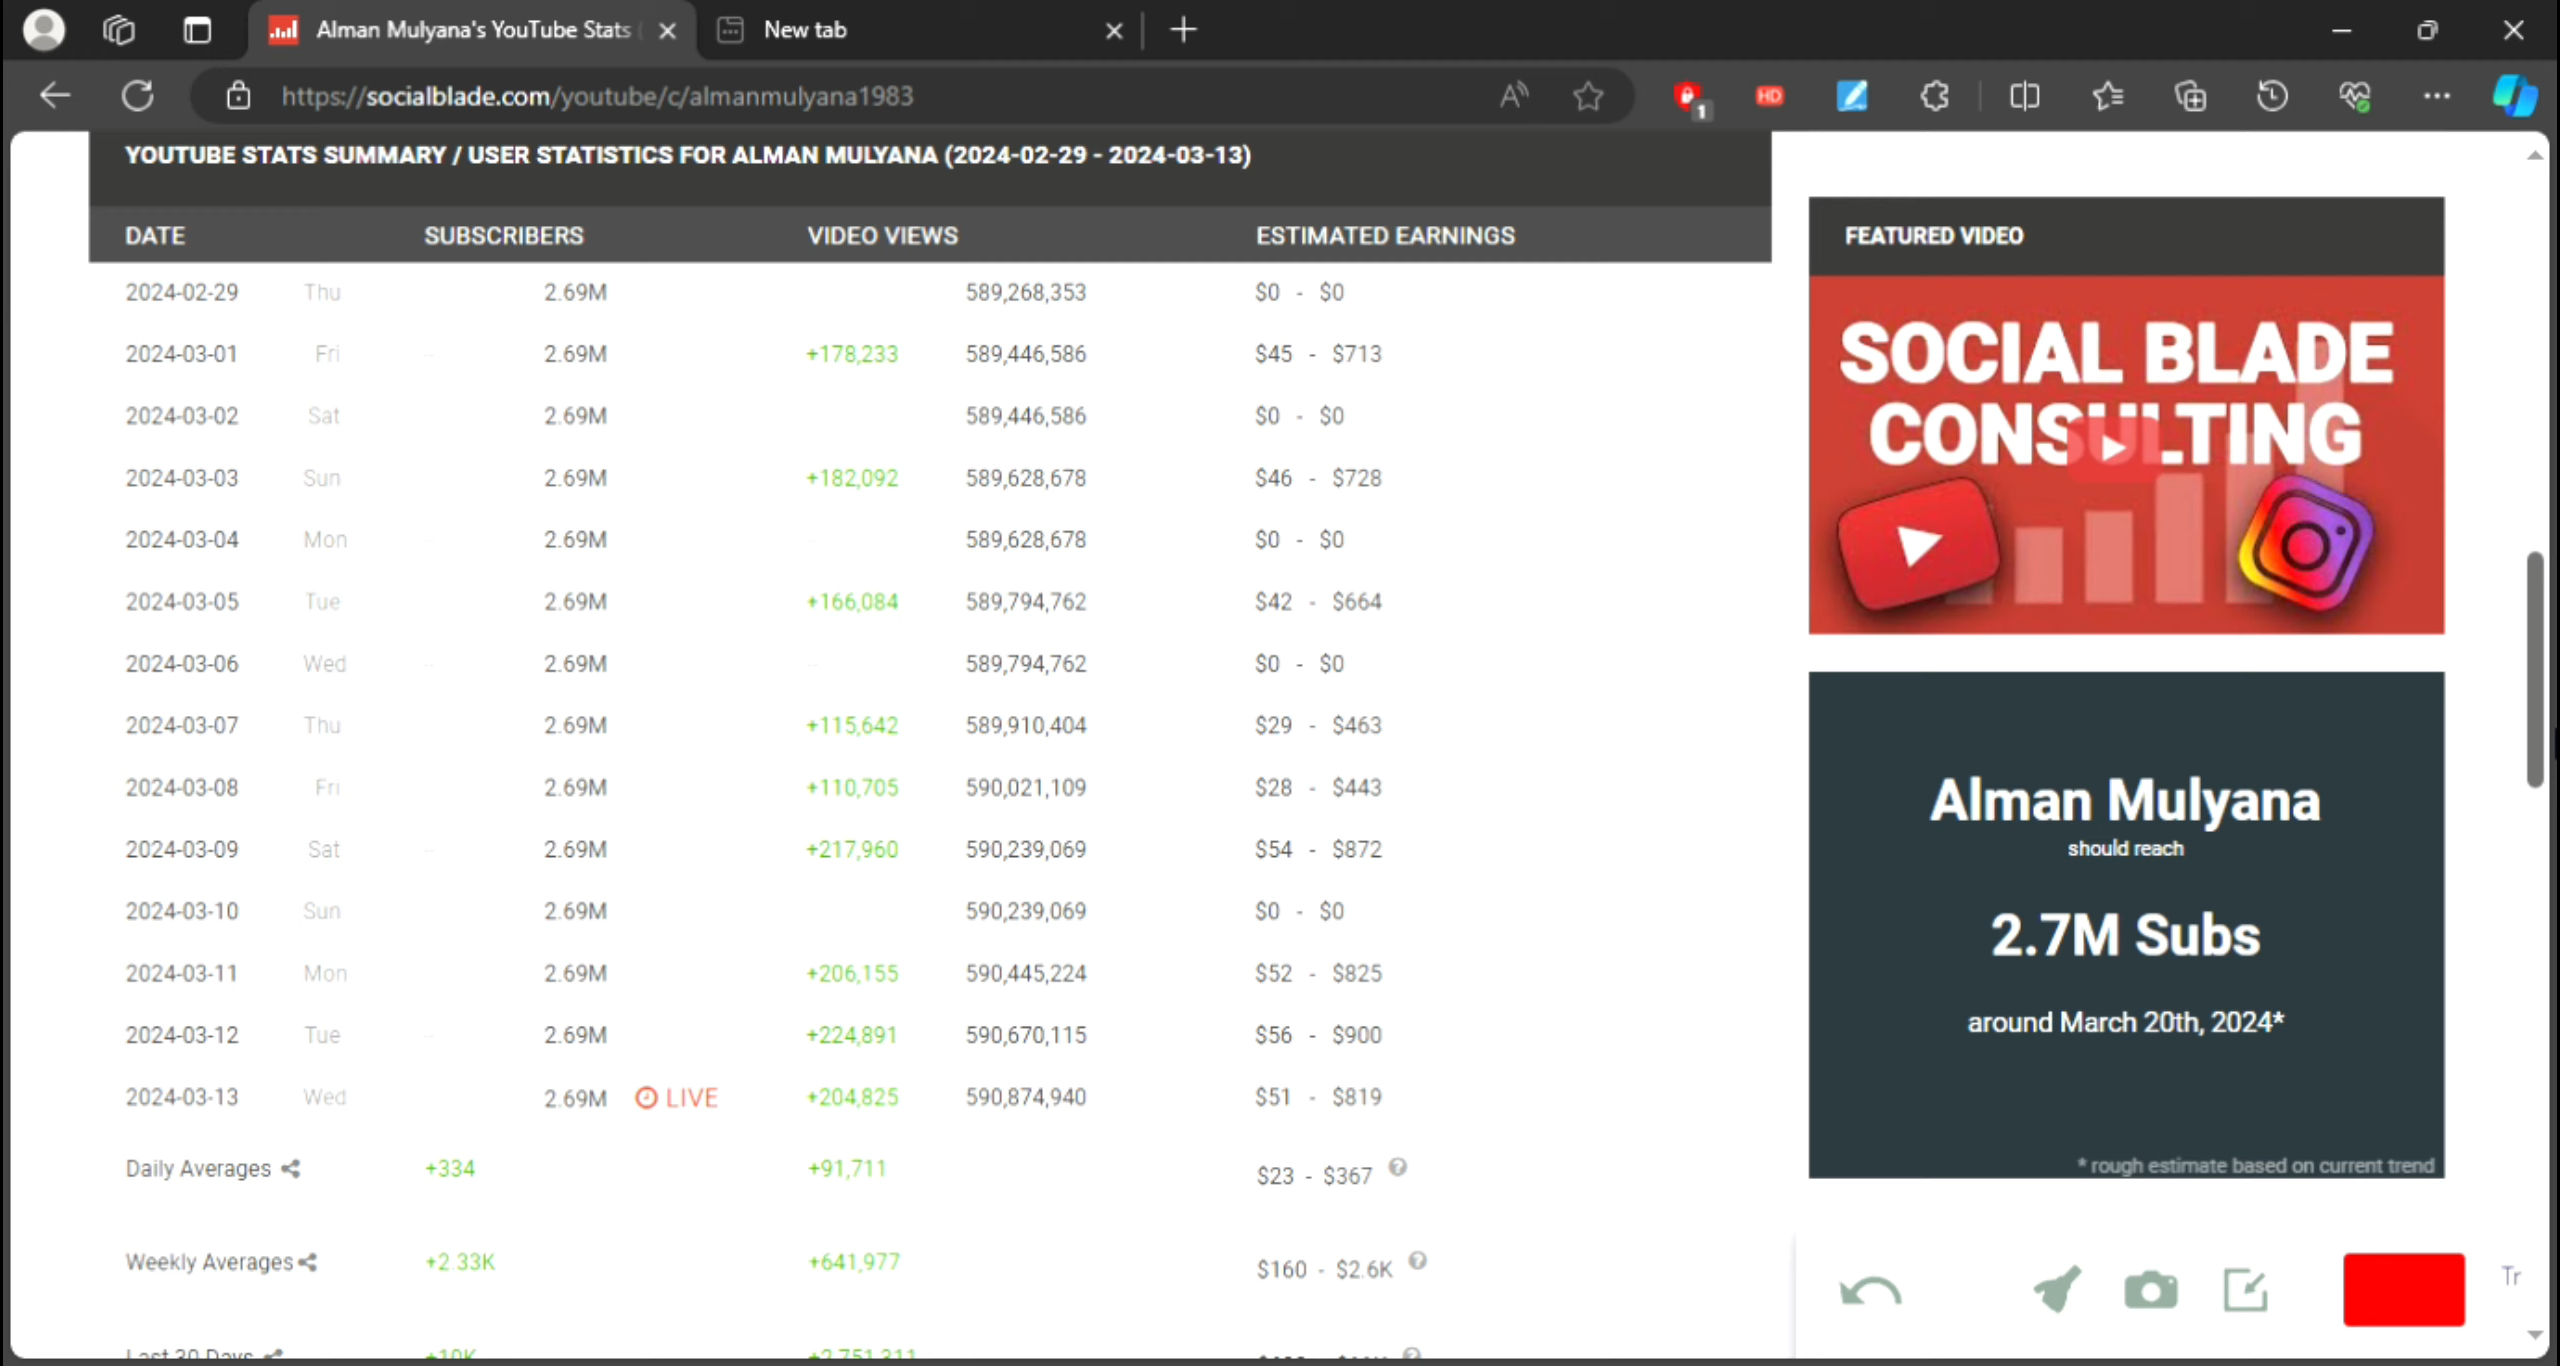 Alman Mulyana's YouTube Stats
New tab
https://socialblade.com/youtube/c/almanmulyana1983
1
HD
YOUTUBE STATS SUMMARY / USER STATISTICS FOR ALMAN MULYANA (2024-02-29 - 2024-03-13)
DATE SUBSCRIBERS VIDEO VIEWS ESTIMATED EARNINGS
2024-02-29 Thu 2.69M 589,268,353 $0 - $0
2024-03-01 Fri -- 2.69M +178,233 589,446,586 $45 - $713
2024-03-02 Sat 2.69M 589,446,586 $0 - $0
2024-03-03 Sun 2.69M +182,092 589,628,678 $46 - $728
2024-03-04 Mon 2.69M 589,628,678 $0 - $0
2024-03-05 Tue 2.69M +166,084 589,794,762 $42 - $664
2024-03-06 Wed -- 2.69M -- 589,794,762 $0 - $0
2024-03-07 Thu 2.69M +115,642 589,910,404 $29 - $463
2024-03-08 Fri 2.69M +110,705 590,021,109 $28 - $443
2024-03-09 Sat -- 2.69M +217,960 590,239,069 $54 - $872
2024-03-10 Sun 2.69M 590,239,069 $0 - $0
2024-03-11 Mon 2.69M +206,155 590,445,224 $52 - $825
2024-03-12 Tue -- 2.69M +224,891 590,670,115 $56 - $900
2024-03-13 Wed 2.69M LIVE +204,825 590,874,940 $51 - $819
Daily Averages +334 +91,711 $23 - $367
Weekly Averages +2.33K +641,977 $160 - $2.6K
Last 30 Days +10K +2,751,311
FEATURED VIDEO
SOCIAL BLADE
CONSULTING
Alman Mulyana
should reach
2.7M Subs
around March 20th, 2024*
* rough estimate based on current trend
Tr